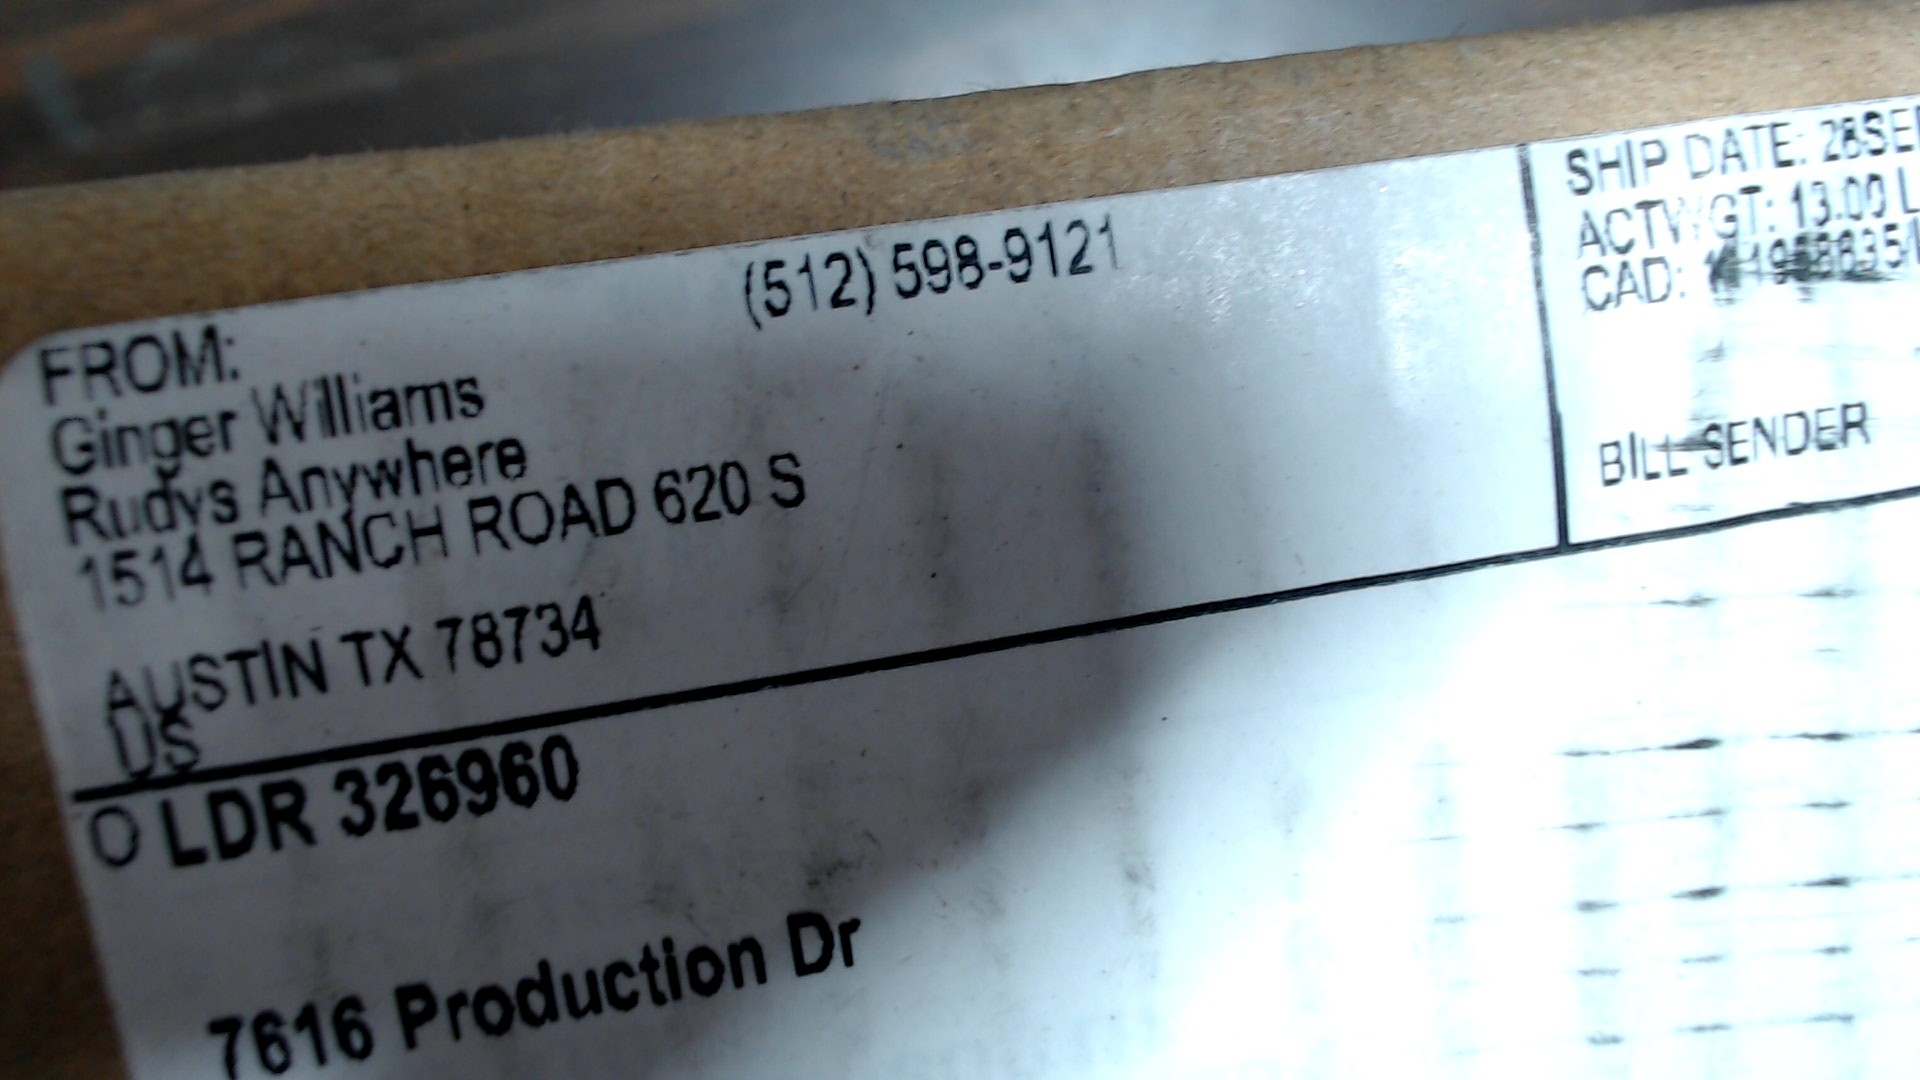 FROM:
(512) 598-9121
Ginger Williams
Rudys Anywhere
1514 RANCH ROAD 620 S
AUSTIN TX 78734
US
SHIP DATE: 28SEP
ACTWGT: 13.00 L
CAD:
BILL SENDER
O LDR 326960
7616 Production Dr